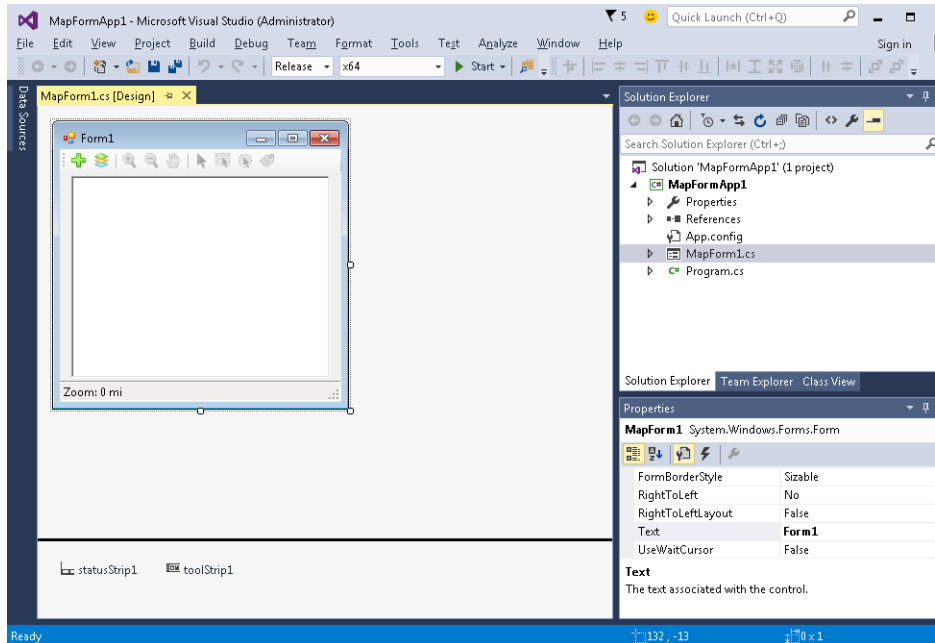 MapFormApp1 - Microsoft Visual Studio (Administrator)
5
Quick Launch (Ctrl+Q)
File Edit View Project Build Debug Team Format Tools Test Analyze Window Help
Sign in
Release
x64
Start
Data Sources
MapForm1.cs [Design]
Form1
Zoom: 0 mi
statusStrip1
toolStrip1
Solution Explorer
Search Solution Explorer (Ctrl+;)
Solution 'MapFormApp1' (1 project)
C# MapFormApp1
Properties
References
App.config
MapForm1.cs
C# Program.cs
Solution Explorer Team Explorer Class View
Properties
MapForm1 System.Windows.Forms.Form
FormBorderStyle Sizable
RightToLeft No
RightToLeftLayout False
Text Form1
UseWaitCursor False
Text
The text associated with the control.
Ready
132 , -13
0 x 1